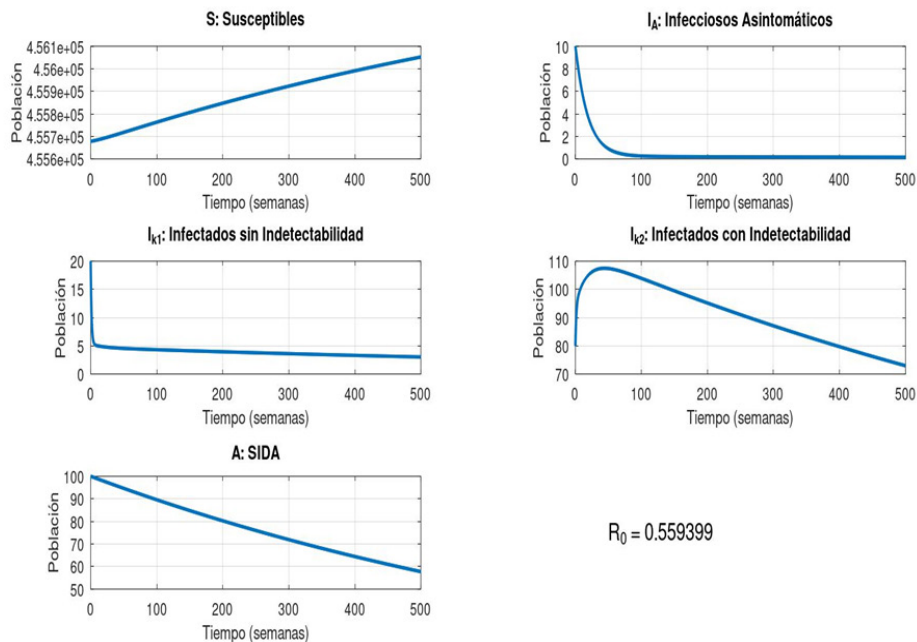 S: Susceptibles
4.561e+05
4.56e+05
4.559e+05
4.558e+05
4.557e+05
4.556e+05
Población
0 100 200 300 400 500
Tiempo (semanas)
I_A: Infecciosos Asintomáticos
10
8
6
4
2
0
Población
0 100 200 300 400 500
Tiempo (semanas)
I_k1: Infectados sin Indetectabilidad
20
15
10
5
0
Población
0 100 200 300 400 500
Tiempo (semanas)
I_k2: Infectados con Indetectabilidad
110
100
90
80
70
Población
0 100 200 300 400 500
Tiempo (semanas)
A: SIDA
100
90
80
70
60
50
Población
0 100 200 300 400 500
Tiempo (semanas)
R_0 = 0.559399